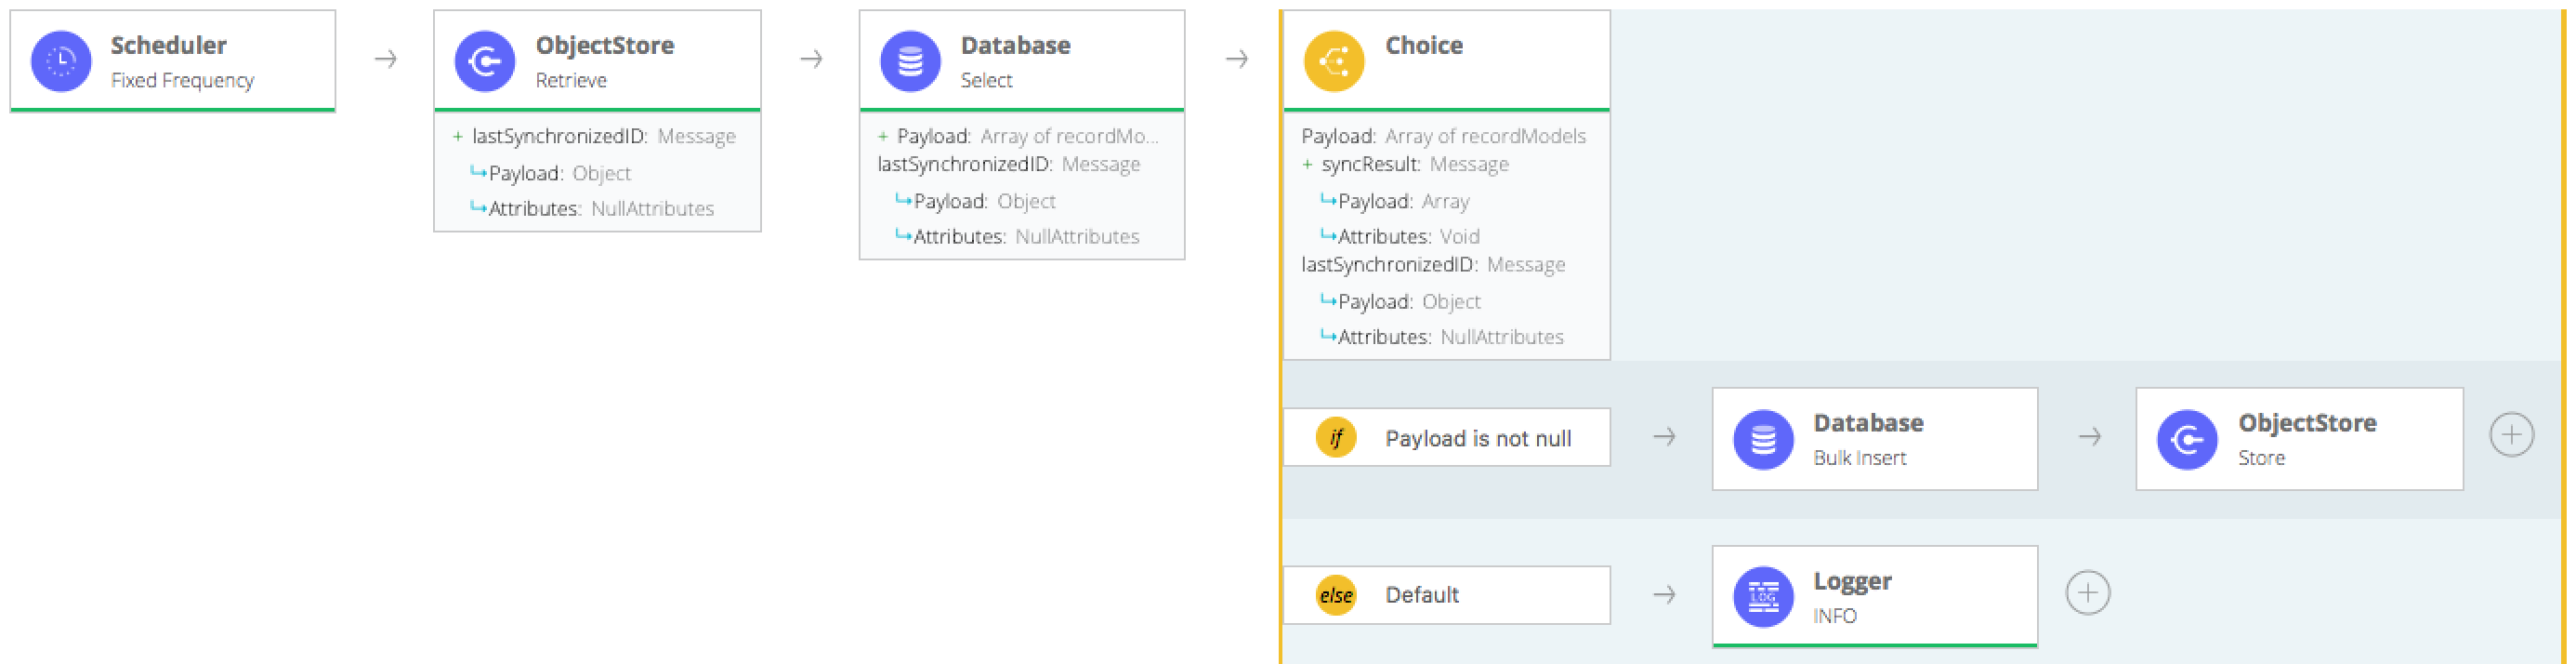 Scheduler
Fixed Frequency
ObjectStore
Retrieve
+ lastSynchronizedID: Message
Payload: Object
Attributes: NullAttributes
Database
Select
+ Payload: Array of recordMo...
lastSynchronizedID: Message
Payload: Object
Attributes: NullAttributes
Choice
Payload: Array of recordModels
+ syncResult: Message
Payload: Array
Attributes: Void
lastSynchronizedID: Message
Payload: Object
Attributes: NullAttributes
if Payload is not null
Database
Bulk Insert
ObjectStore
Store
else Default
LOG
Logger
INFO